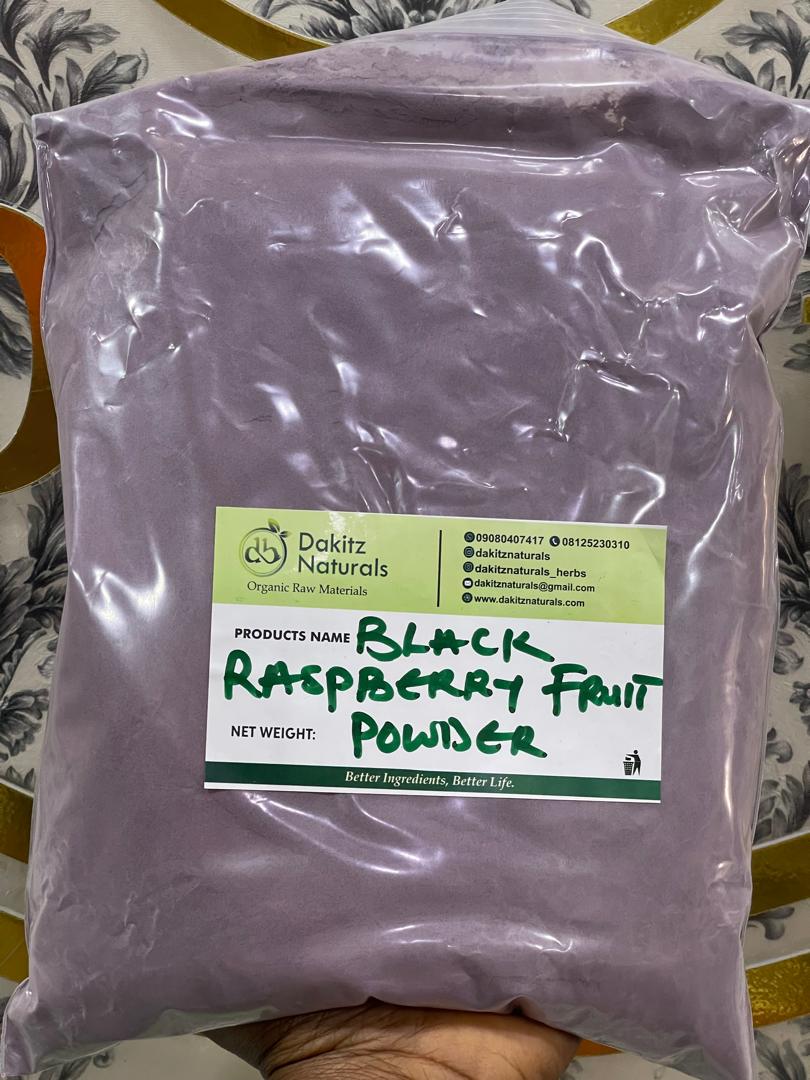 db
Dakitz
Naturals
Organic Raw Materials
09080407417 08125230310
dakitznaturals
dakitznaturals_herbs
dakitznaturals@gmail.com
www.dakitznaturals.com
PRODUCTS NAME BLACK
RASPBERRY FRUIT
NET WEIGHT: POWDER
Better Ingredients, Better Life.